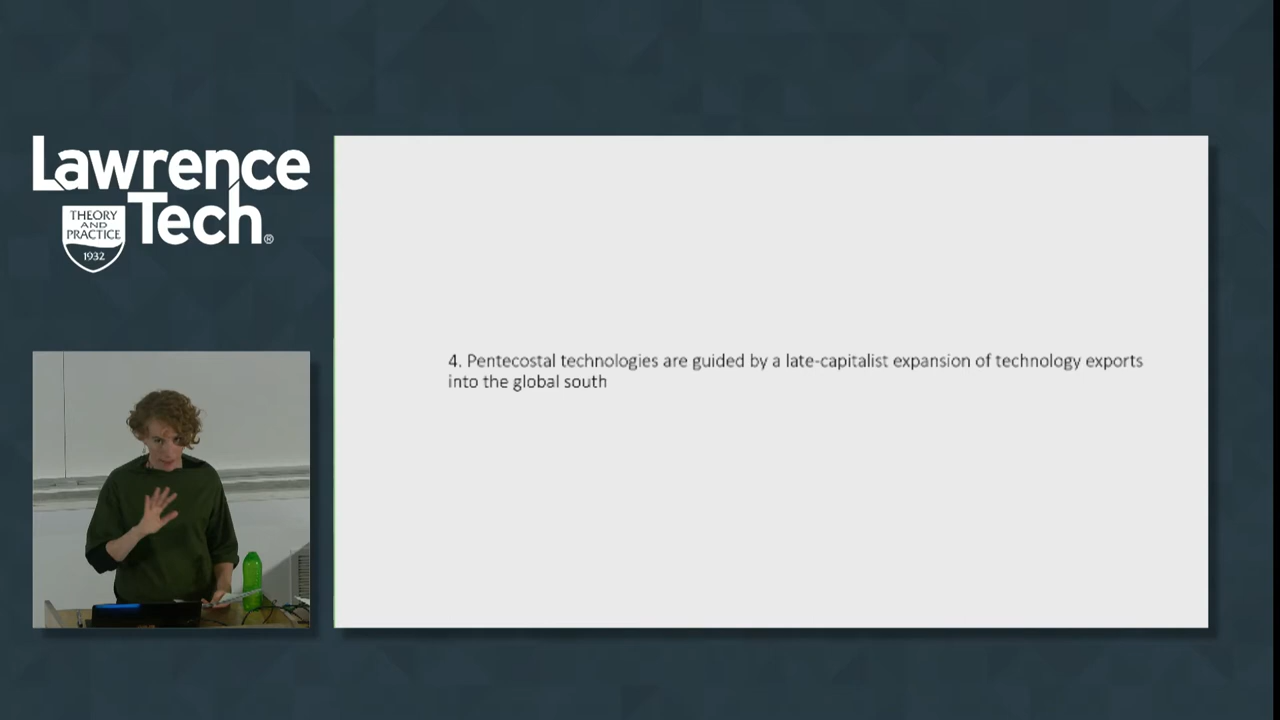 Lawrence
Tech®
THEORY
AND
PRACTICE
1932
4. Pentecostal technologies are guided by a late-capitalist expansion of technology exports
into the global south